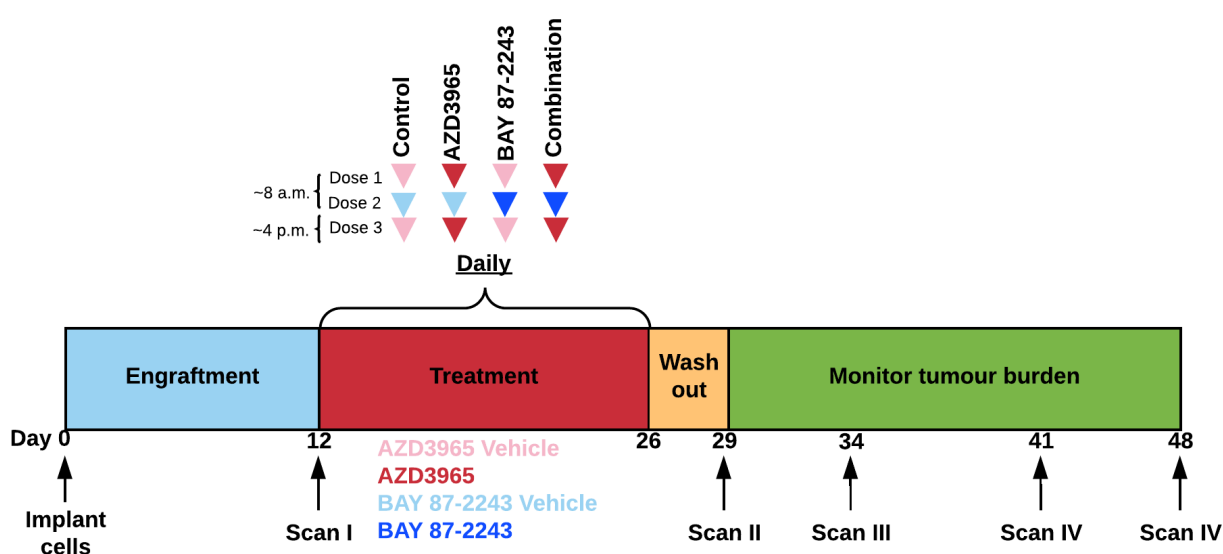 Control
AZD3965
BAY 87-2243
Combination
~8 a.m.
Dose 1
Dose 2
~4 p.m.
Dose 3
Daily
Engraftment
Treatment
Wash
out
Monitor tumour burden
Day 0
12
26
29
34
41
48
AZD3965 Vehicle
AZD3965
BAY 87-2243 Vehicle
BAY 87-2243
Implant
cells
Scan I
Scan II
Scan III
Scan IV
Scan IV